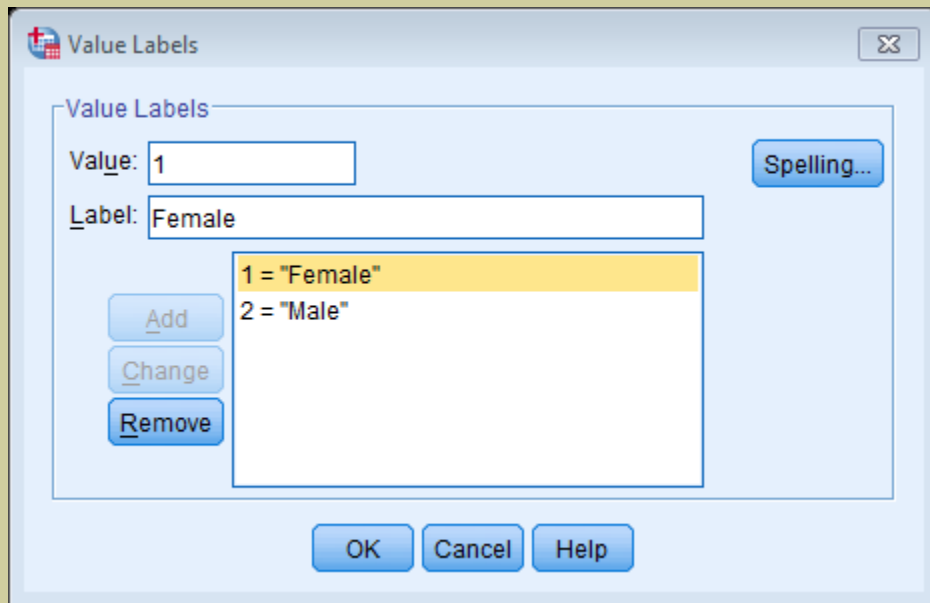 Value Labels
Value Labels
Value: 1
Spelling...
Label: Female
1 = "Female"
2 = "Male"
Add
Change
Remove
OK Cancel Help